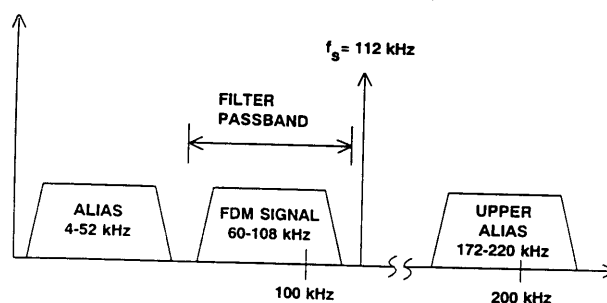 fs = 112 kHz
FILTER
PASSBAND
ALIAS
4-52 kHz
FDM SIGNAL
60-108 kHz
UPPER
ALIAS
172-220 kHz
100 kHz
200 kHz